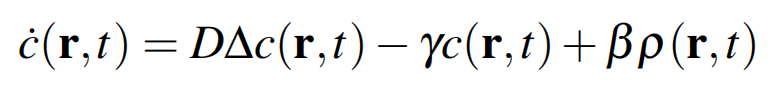 ċ(r,t) = DΔc(r,t) − γc(r,t) + βρ(r,t)